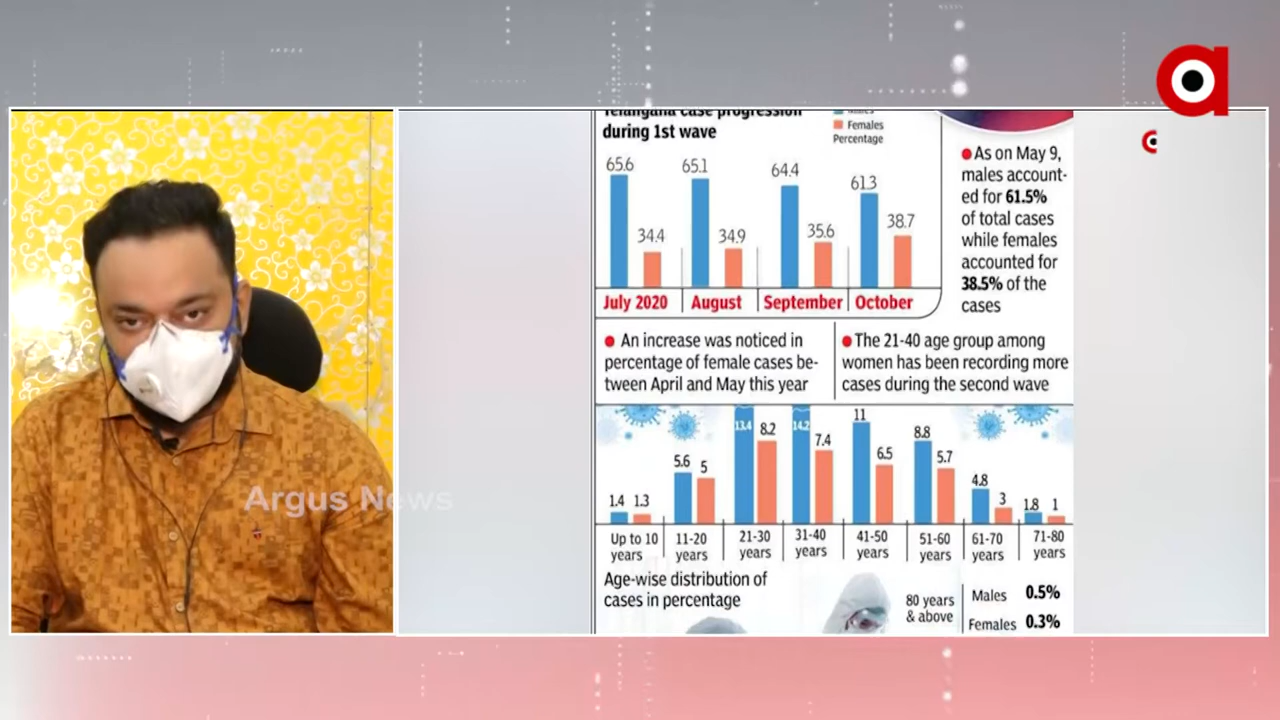 Telangana case progression
during 1st wave
Males
Females
Percentage
65.6
34.4
65.1
34.9
64.4
35.6
61.3
38.7
July 2020
August
September
October
As on May 9,
males account-
ed for 61.5%
of total cases
while females
accounted for
38.5% of the
cases
An increase was noticed in
percentage of female cases be-
tween April and May this year
The 21-40 age group among
women has been recording more
cases during the second wave
1.4 1.3
5.6 5
13.4 8.2
14.2 7.4
11 6.5
8.8 5.7
4.8 3
1.8 1
Up to 10
years
11-20
years
21-30
years
31-40
years
41-50
years
51-60
years
61-70
years
71-80
years
Age-wise distribution of
cases in percentage
80 years
& above
Males 0.5%
Females 0.3%
Argus News